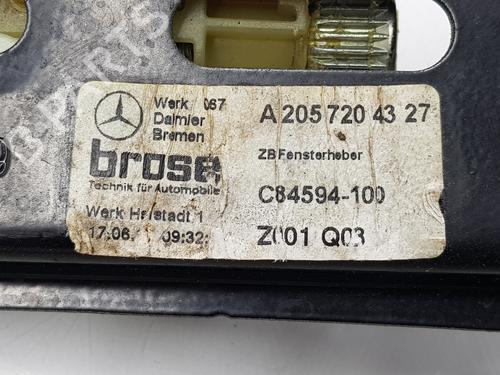 Werk 067 A 205 720 43 27
Daimler
Bremen
brose ZB Fensterheber
Technik für Automobile
C84594-100
Werk Hallstadt 1
17.06. 09:32 Z001 Q03